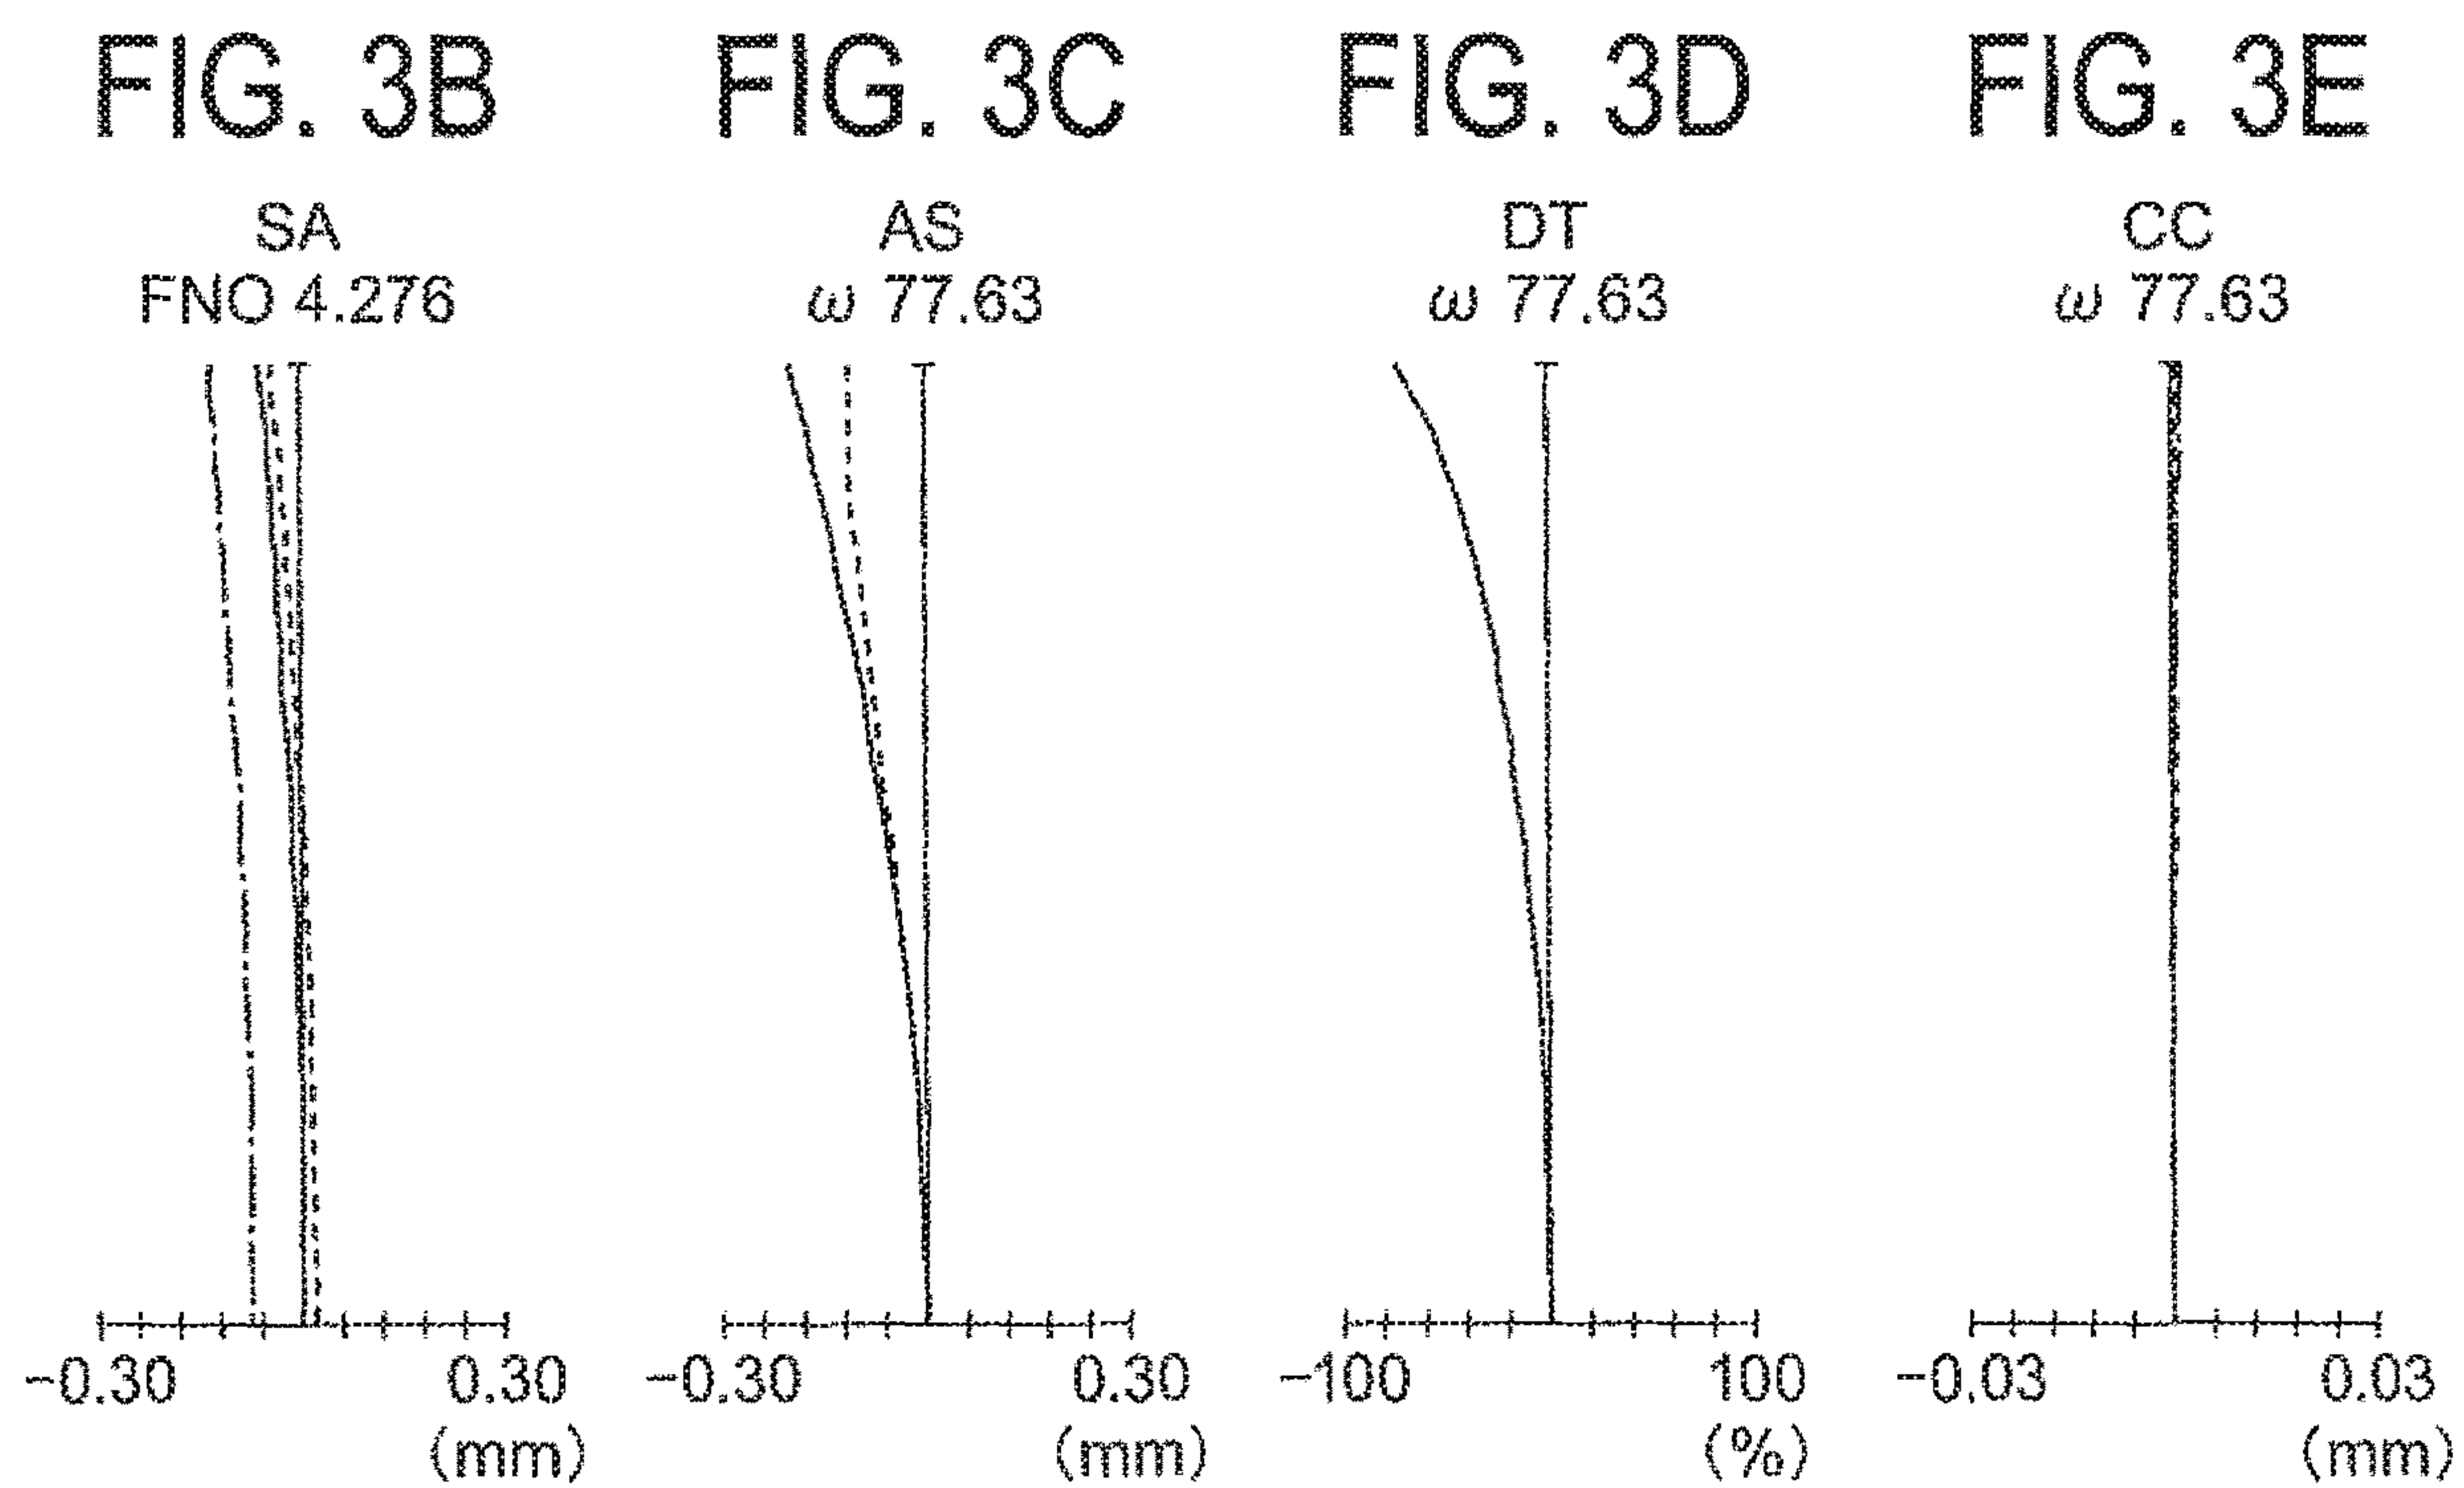 FIG. 3B
SA
FNO 4.276
−0.30 0.30
(mm)
FIG. 3C
AS
ω 77.63
−0.30 0.30
(mm)
FIG. 3D
DT
ω 77.63
−100 100
(%)
FIG. 3E
CC
ω 77.63
−0.03 0.03
(mm)